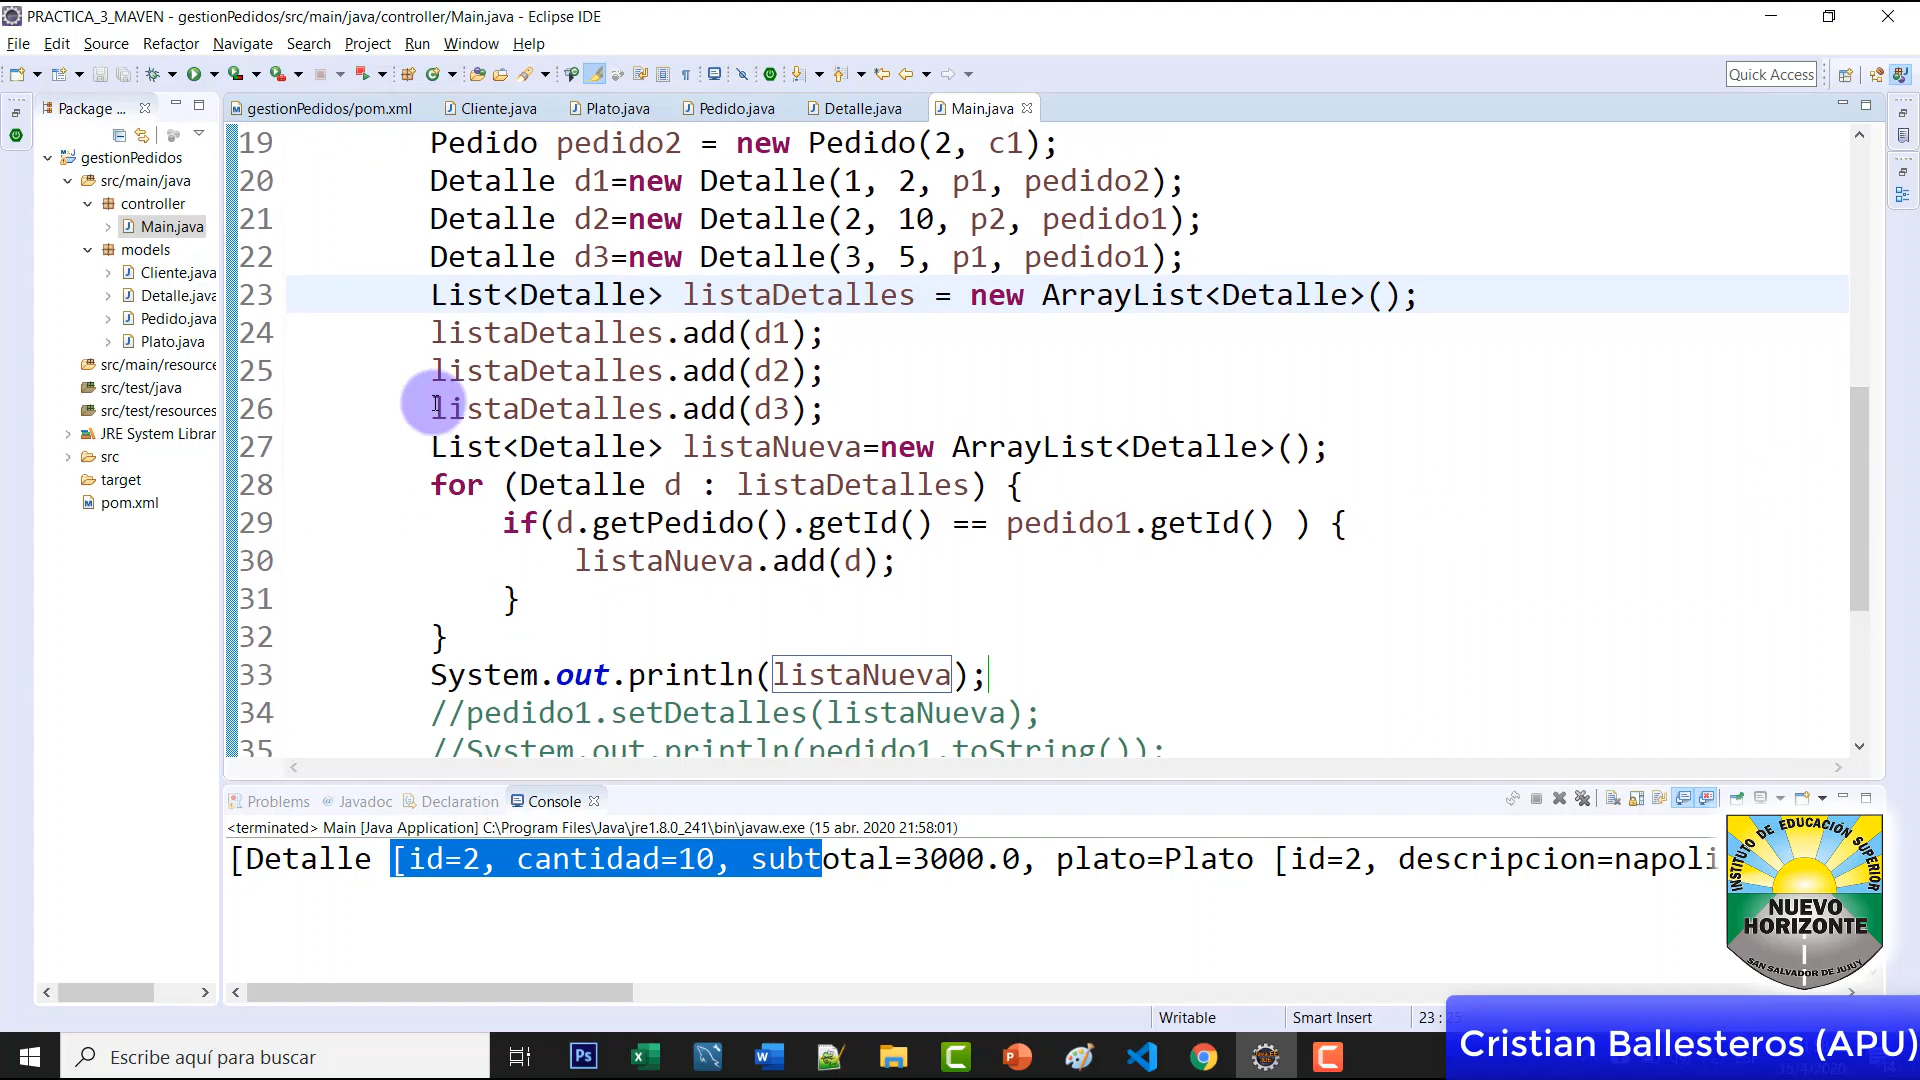 PRACTICA_3_MAVEN - gestionPedidos/src/main/java/controller/Main.java - Eclipse IDE
File Edit Source Refactor Navigate Search Project Run Window Help
Quick Access
Package ...
gestionPedidos/pom.xml Cliente.java Plato.java Pedido.java Detalle.java Main.java
gestionPedidos
src/main/java
controller
Main.java
models
Cliente.java
Detalle.java
Pedido.java
Plato.java
src/main/resource
src/test/java
src/test/resources
JRE System Librar
src
target
pom.xml
19 Pedido pedido2 = new Pedido(2, c1);
20 Detalle d1=new Detalle(1, 2, p1, pedido2);
21 Detalle d2=new Detalle(2, 10, p2, pedido1);
22 Detalle d3=new Detalle(3, 5, p1, pedido1);
23 List<Detalle> listaDetalles = new ArrayList<Detalle>();
24 listaDetalles.add(d1);
25 listaDetalles.add(d2);
26 listaDetalles.add(d3);
27 List<Detalle> listaNueva=new ArrayList<Detalle>();
28 for (Detalle d : listaDetalles) {
29 if(d.getPedido().getId() == pedido1.getId() ) {
30 listaNueva.add(d);
31 }
32 }
33 System.out.println(listaNueva);
34 //pedido1.setDetalles(listaNueva);
35 //System.out.println(pedido1.toString());
Problems Javadoc Declaration Console
<terminated> Main [Java Application] C:\Program Files\Java\jre1.8.0_241\bin\javaw.exe (15 abr. 2020 21:58:01)
[Detalle [id=2, cantidad=10, subtotal=3000.0, plato=Plato [id=2, descripcion=napoli
INSTITUTO DE EDUCACIÓN SUPERIOR
NUEVO
HORIZONTE
SAN SALVADOR DE JUJUY
Writable Smart Insert 23 :
Cristian Ballesteros (APU)
Escribe aquí para buscar